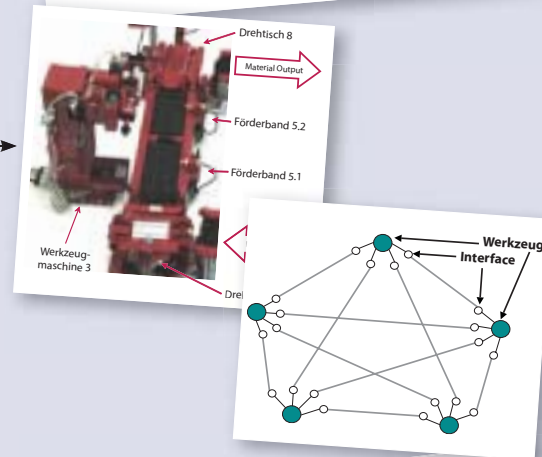 Drehtisch 8
Material Output
Förderband 5.2
Förderband 5.1
Werkzeug-
maschine 3
Werkzeug
Interface